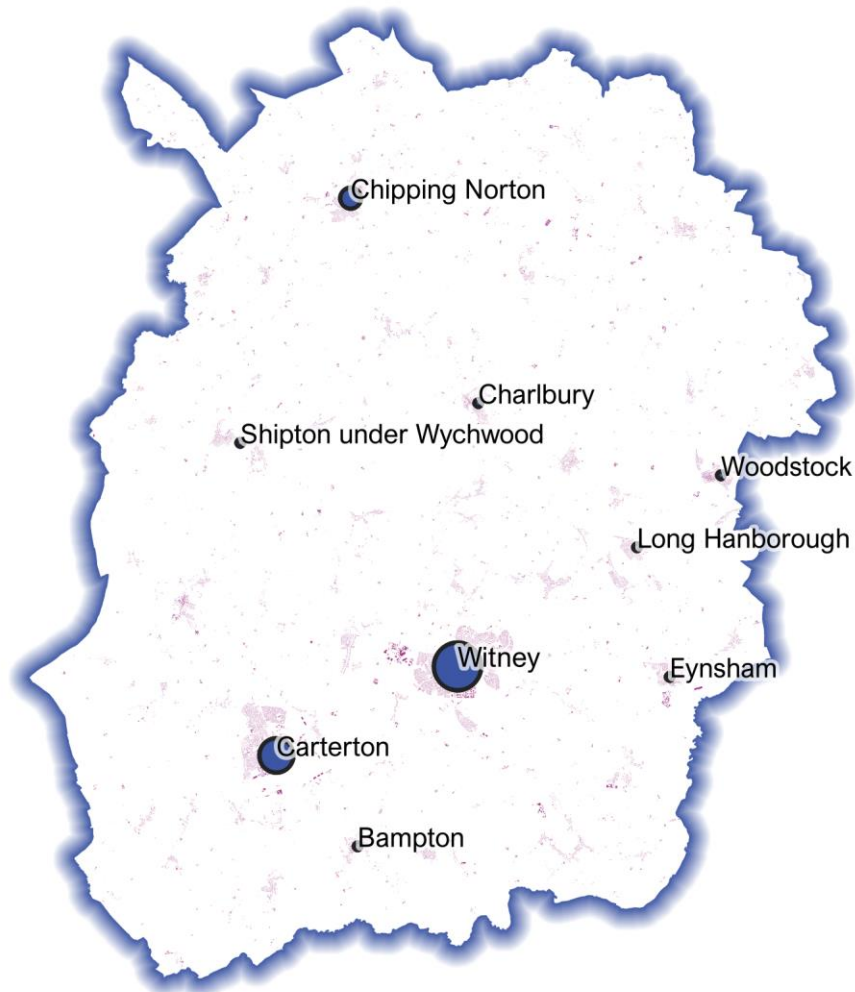 Chipping Norton
Charlbury
Shipton under Wychwood
Woodstock
Long Hanborough
Witney
Eynsham
Carterton
Bampton